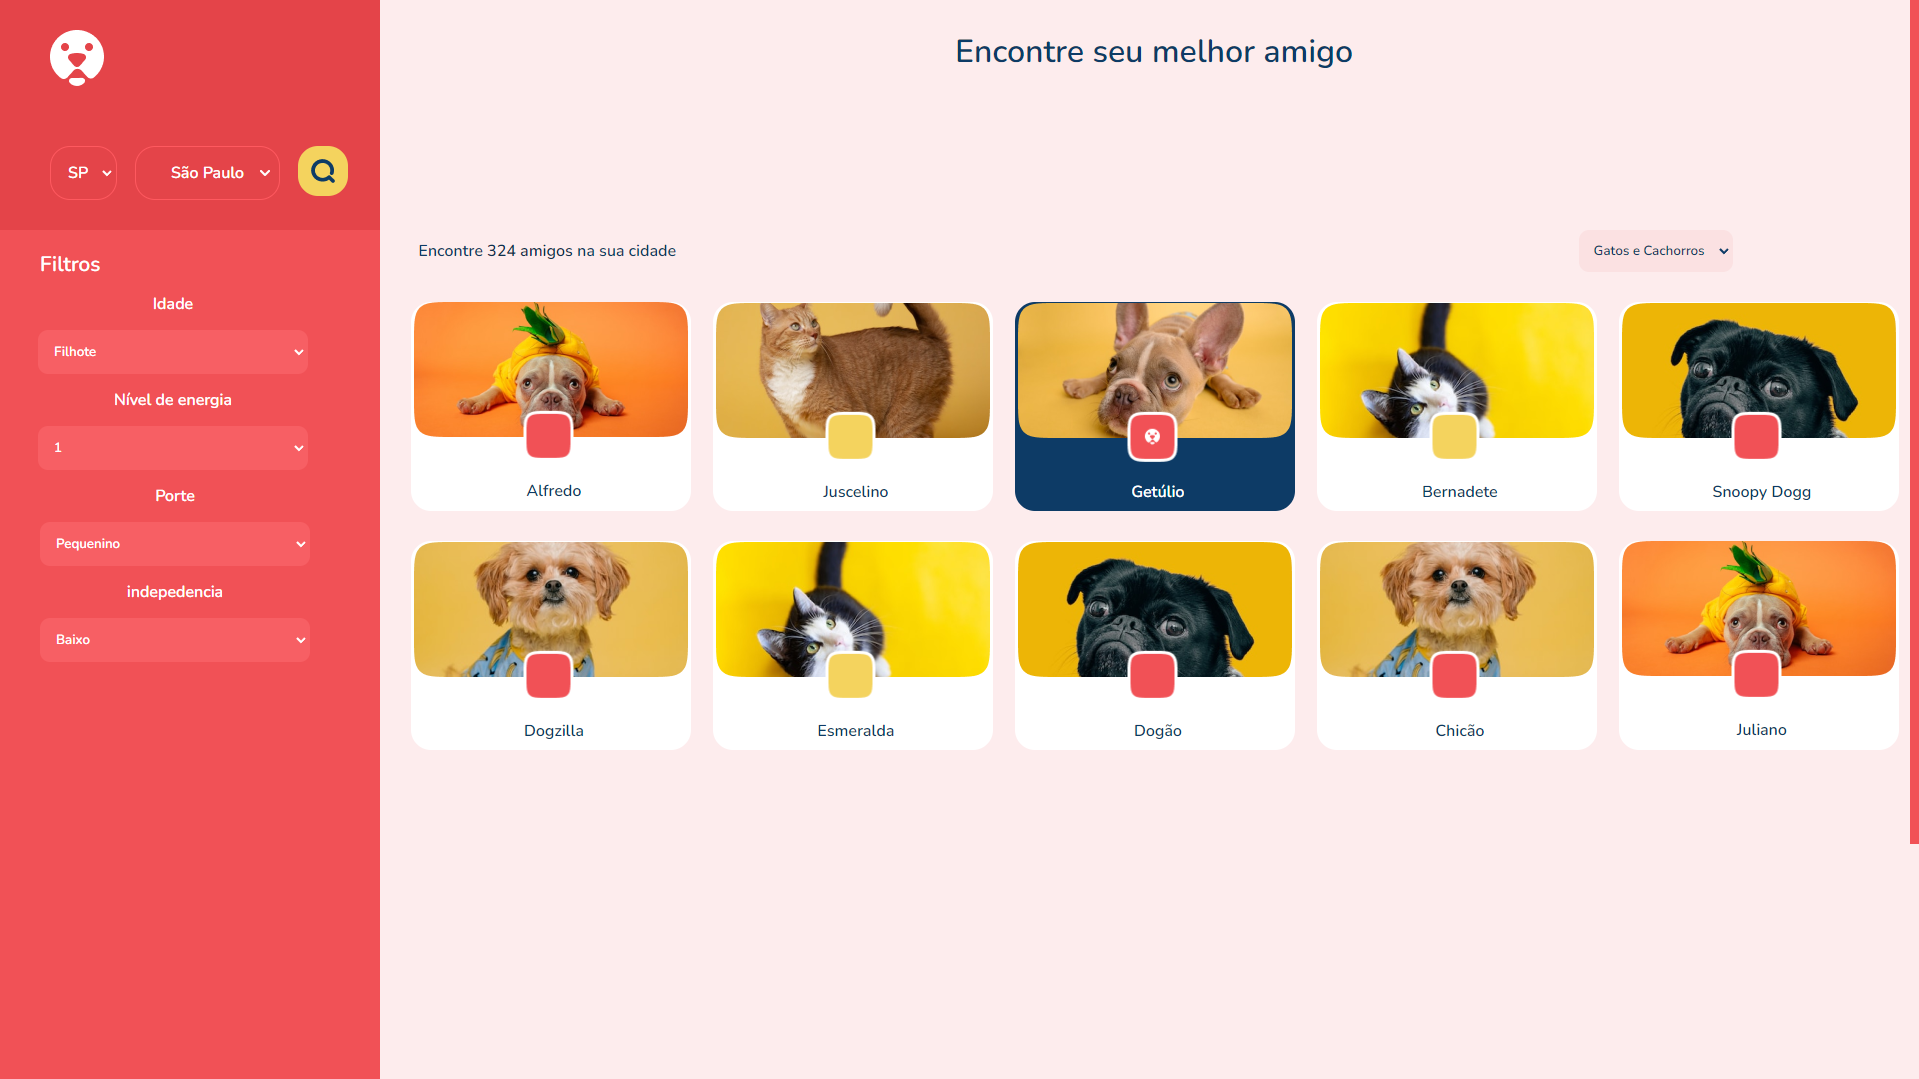 Encontre seu melhor amigo
SP
São Paulo
Filtros
Idade
Filhote
Nível de energia
1
Porte
Pequenino
indepedencia
Baixo
Encontre 324 amigos na sua cidade
Gatos e Cachorros
Alfredo
Juscelino
Getúlio
Bernadete
Snoopy Dogg
Dogzilla
Esmeralda
Dogão
Chicão
Juliano